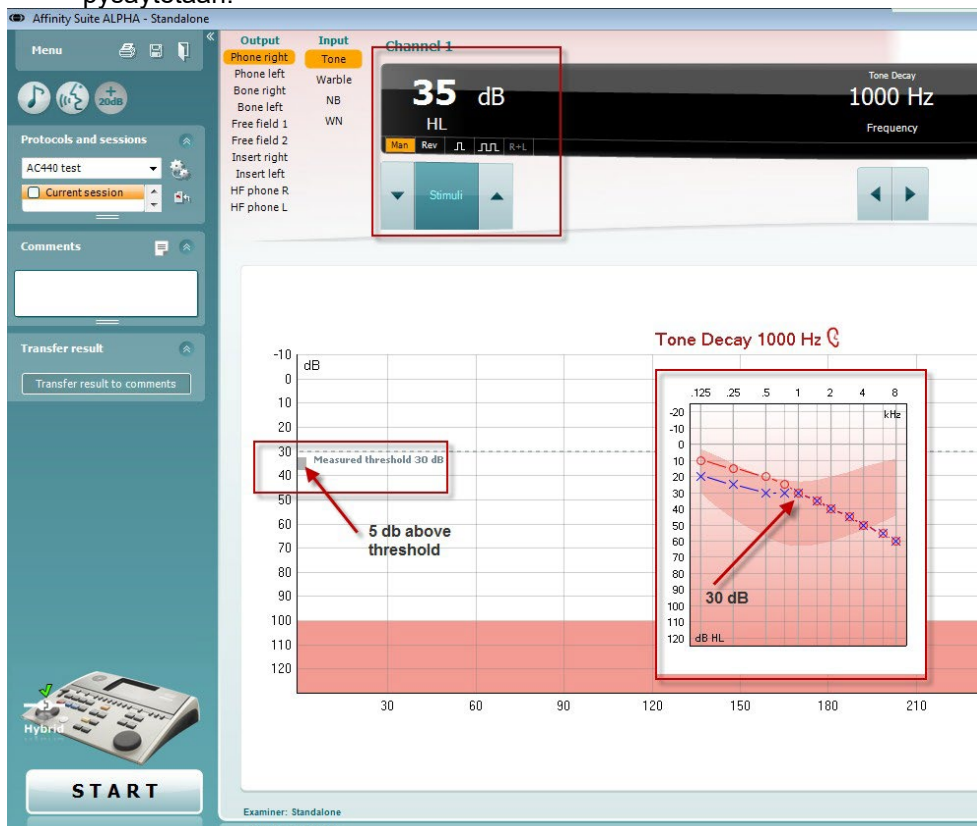 pysäytetään.
Affinity Suite ALPHA - Standalone
Menu
20dB
Protocols and sessions
AC440 test
Current session
Comments
Transfer result
Transfer result to comments
Hybrid
START
Output Input
Phone right Tone
Phone left Warble
Bone right NB
Bone left WN
Free field 1
Free field 2
Insert right
Insert left
HF phone R
HF phone L
Channel 1
35 dB
HL
Man Rev R+L
Stimuli
Tone Decay
1000 Hz
Frequency
Tone Decay 1000 Hz
dB
-10
0
10
20
30
40
50
60
70
80
90
100
110
120
Measured threshold 30 dB
5 db above
threshold
30 60 90 120 150 180 210
.125 .25 .5 1 2 4 8
kHz
-20
-10
0
10
20
30
40
50
60
70
80
90
100
110
120
30 dB
dB HL
Examiner: Standalone